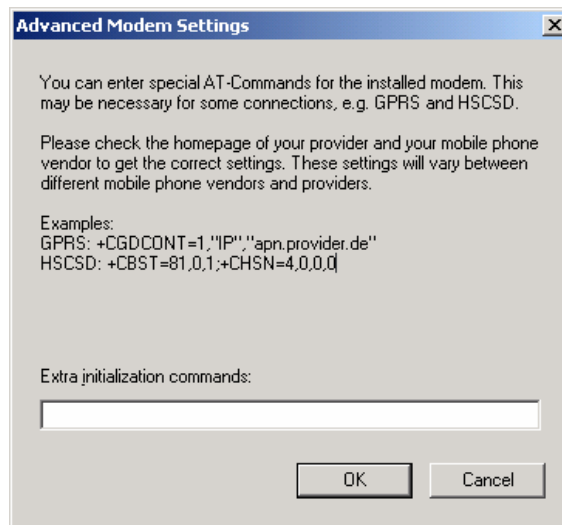 Advanced Modem Settings
You can enter special AT-Commands for the installed modem. This
may be necessary for some connections, e.g. GPRS and HSCSD.
Please check the homepage of your provider and your mobile phone
vendor to get the correct settings. These settings will vary between
different mobile phone vendors and providers.
Examples:
GPRS: +CGDCONT=1,"IP","apn.provider.de"
HSCSD: +CBST=81,0,1;+CHSN=4,0,0,0
Extra initialization commands:
OK Cancel